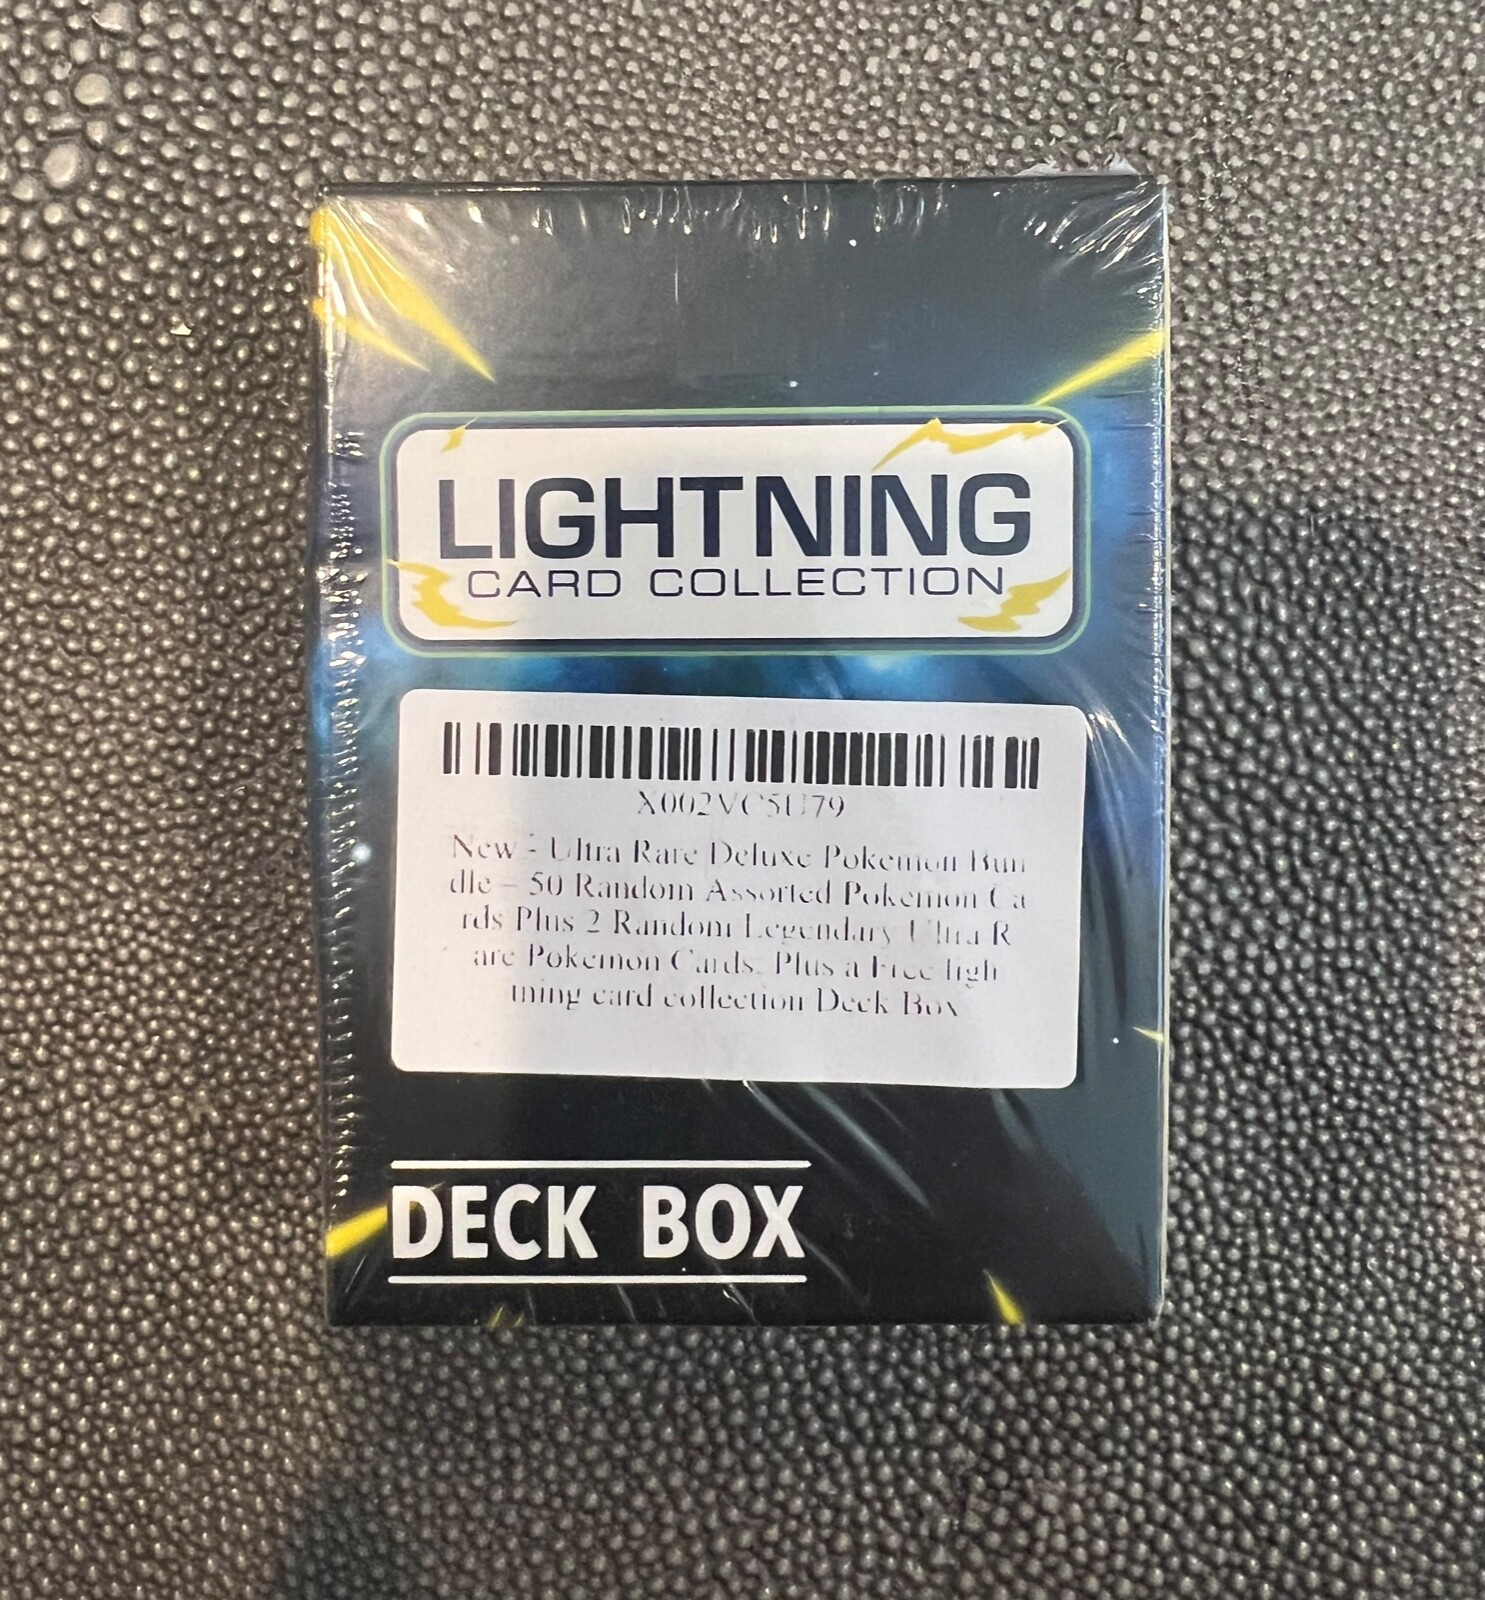 LIGHTNING
CARD COLLECTION
X002VC5U79
New - Ultra Rare Deluxe Pokemon Bun
dle – 50 Random Assorted Pokemon Ca
rds Plus 2 Random Legendary Ultra R
are Pokemon Cards. Plus a Free ligh
tning card collection Deck Box
DECK BOX